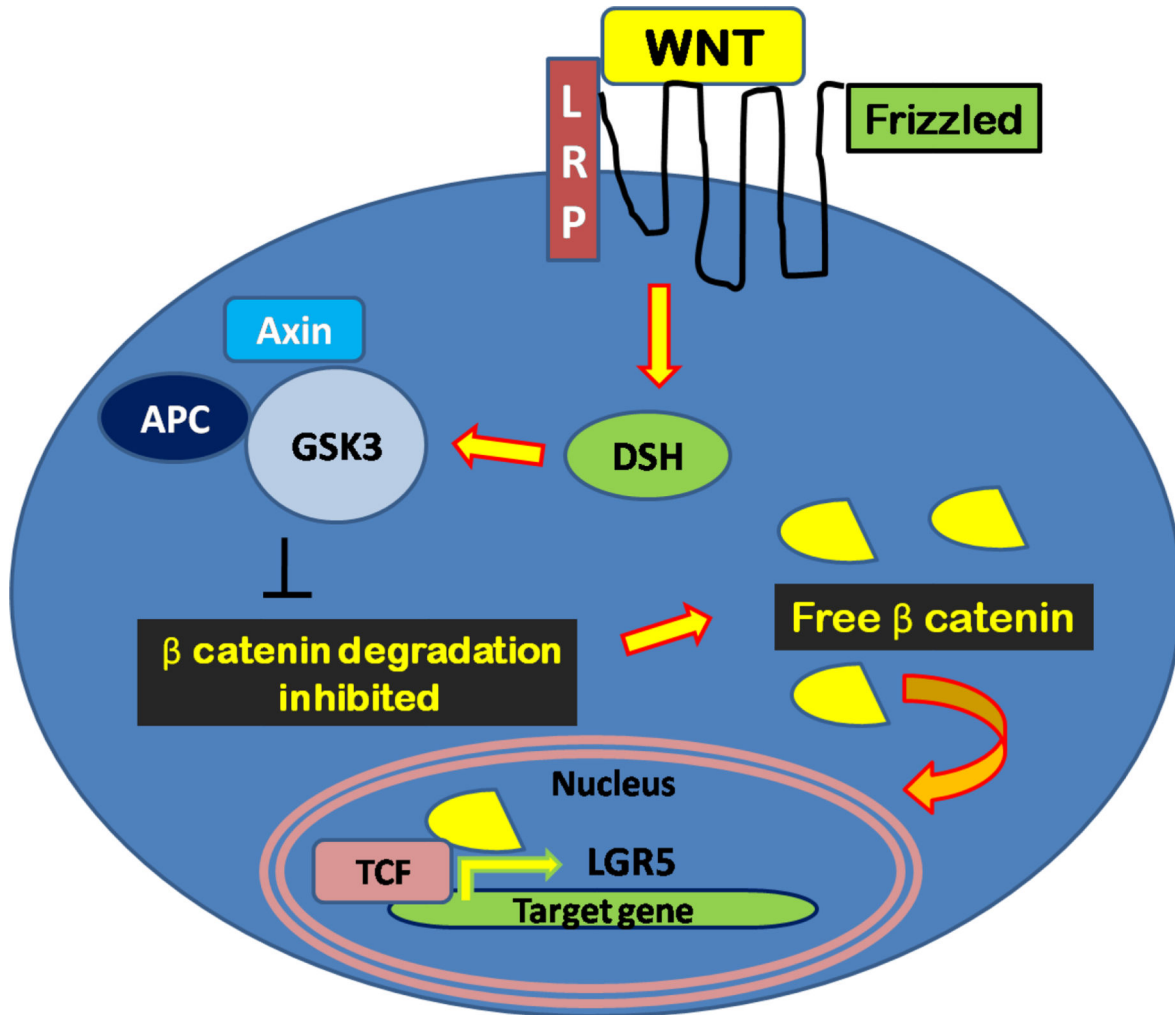 WNT
L
R
P
Frizzled
Axin
APC
GSK3
DSH
β catenin degradation
inhibited
Free β catenin
Nucleus
TCF
LGR5
Target gene